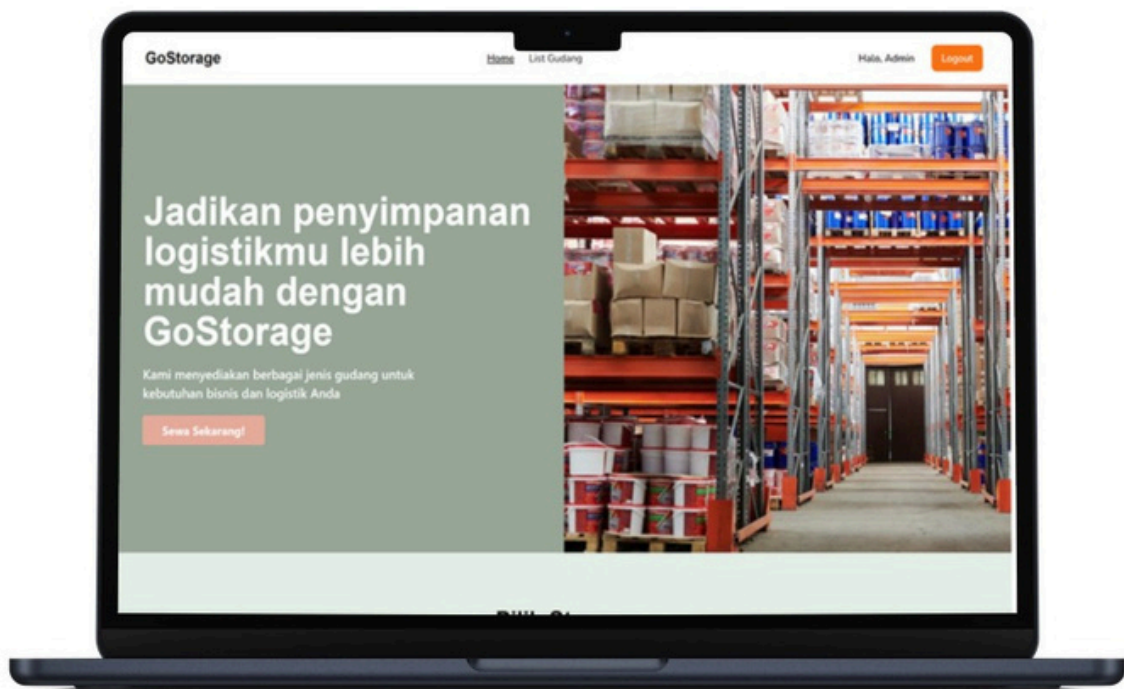 GoStorage
Home
List Gudang
Halo, Admin
Logout
Jadikan penyimpanan
logistikmu lebih
mudah dengan
GoStorage
Kami menyediakan berbagai jenis gudang untuk
kebutuhan bisnis dan logistik Anda
Sewa Sekarang!